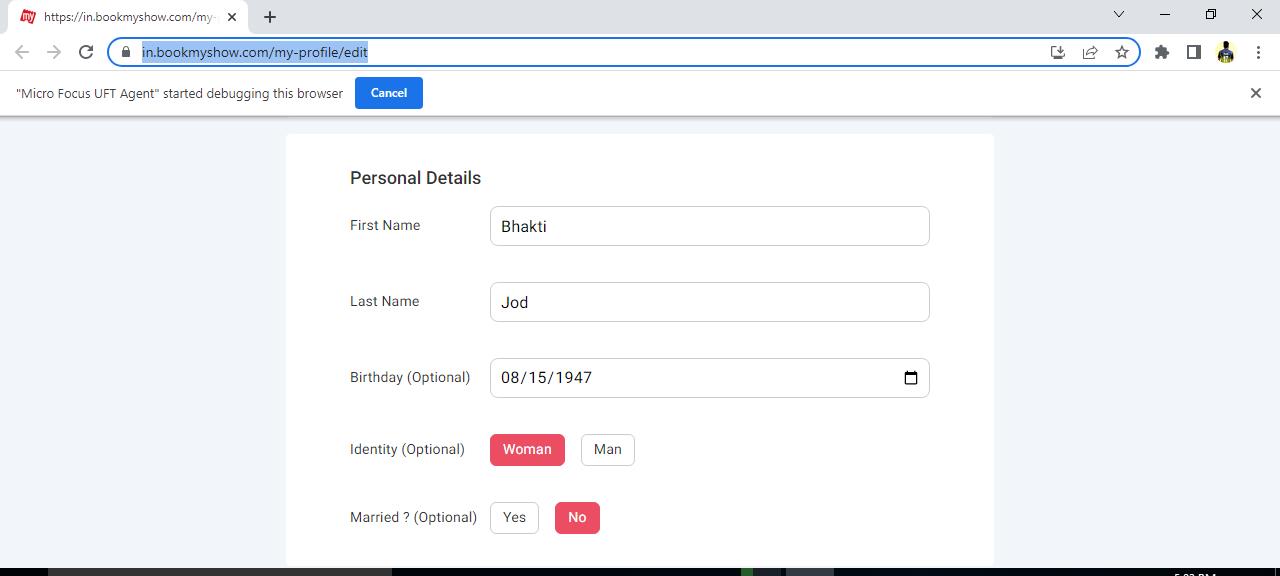 my https://in.bookmyshow.com/my-
in.bookmyshow.com/my-profile/edit
"Micro Focus UFT Agent" started debugging this browser Cancel
Personal Details
First Name Bhakti
Last Name Jod
Birthday (Optional) 08/15/1947
Identity (Optional) Woman Man
Married ? (Optional) Yes No